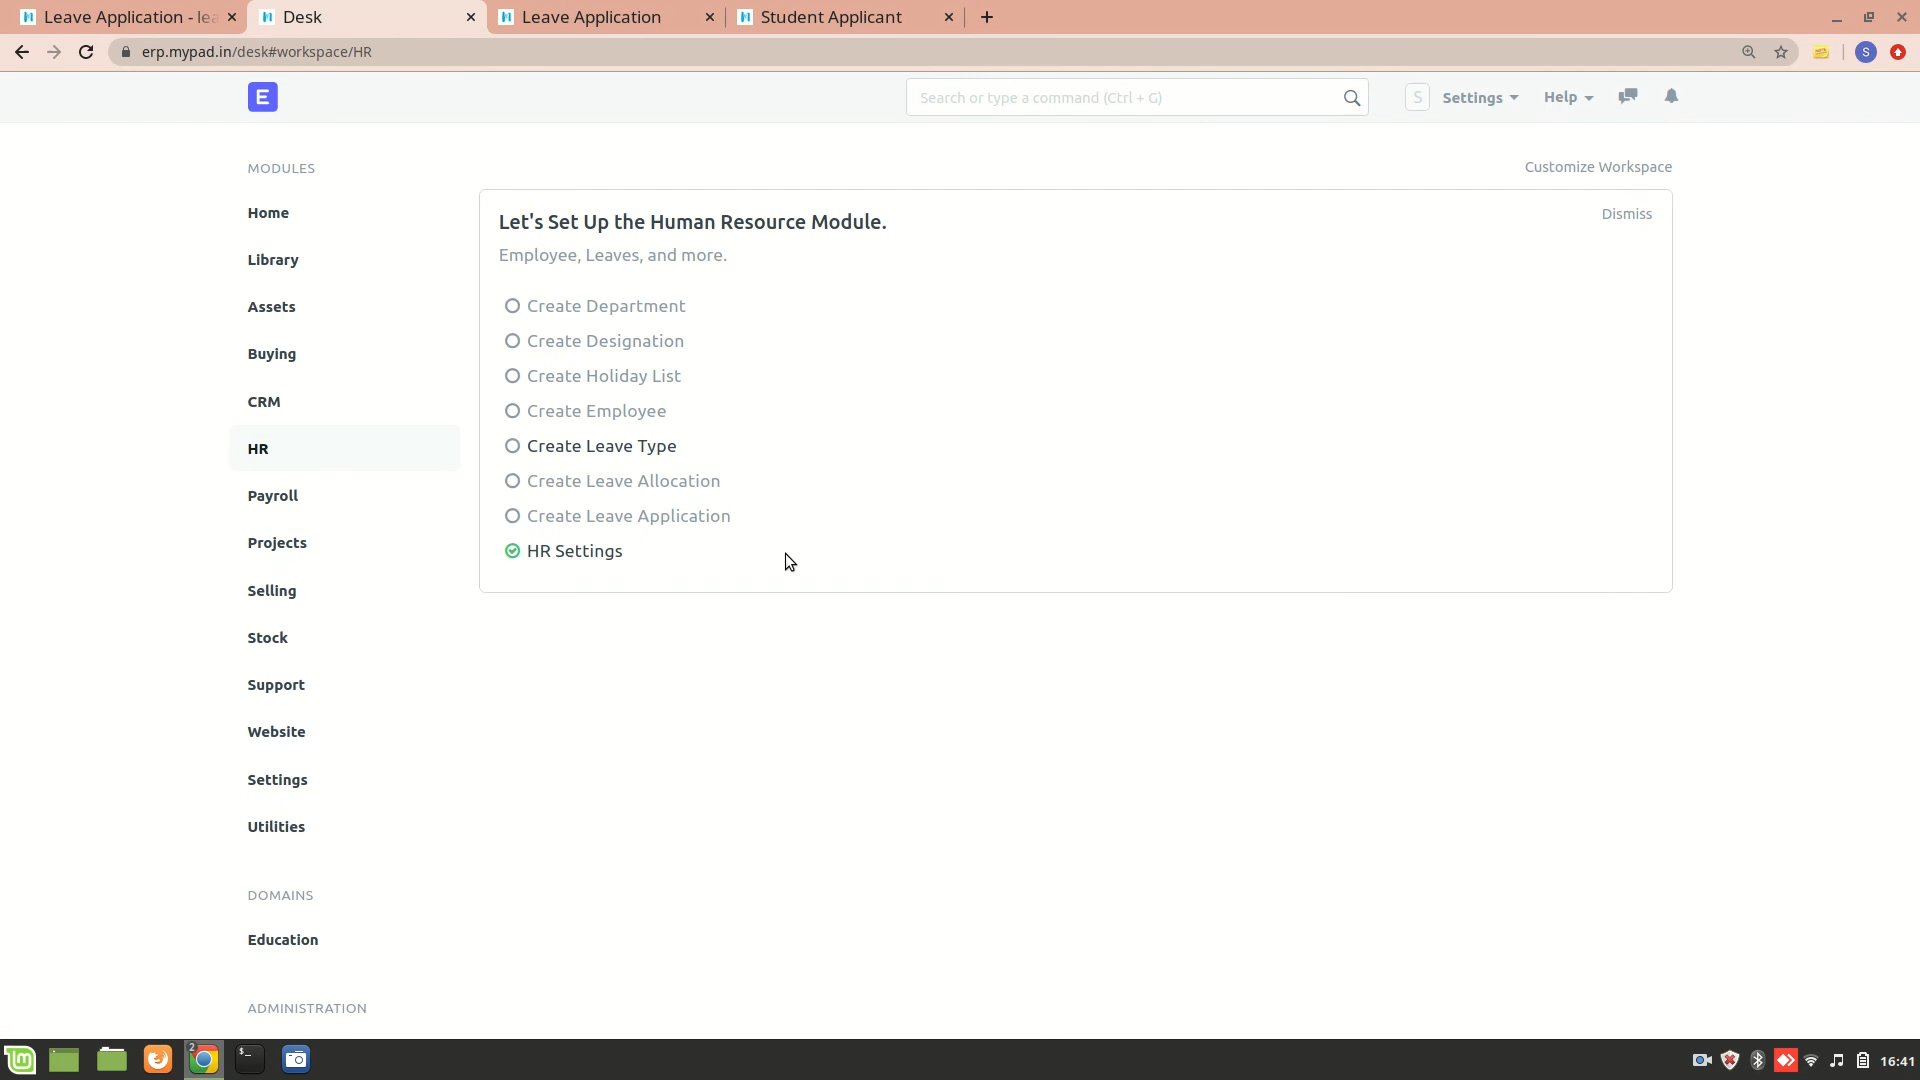 Leave Application - lea
Desk
Leave Application
Student Applicant
erp.mypad.in/desk#workspace/HR
S
E
Search or type a command (Ctrl + G)
S
Settings
Help
MODULES
Customize Workspace
Home
Library
Assets
Buying
CRM
HR
Payroll
Projects
Selling
Stock
Support
Website
Settings
Utilities
DOMAINS
Education
ADMINISTRATION
Let's Set Up the Human Resource Module.
Dismiss
Employee, Leaves, and more.
Create Department
Create Designation
Create Holiday List
Create Employee
Create Leave Type
Create Leave Allocation
Create Leave Application
HR Settings
2
16:41